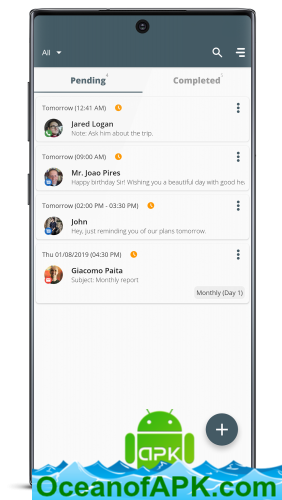 All
Pending 4
Completed
Tomorrow (12:41 AM)
Jared Logan
Note: Ask him about the trip.
Tomorrow (09:00 AM)
Mr. Joao Pires
Happy birthday Sir! Wishing you a beautiful day with good he
Tomorrow (02:00 PM - 03:30 PM)
John
Hey, just reminding you of our plans tomorrow.
Thu 01/08/2019 (04:30 PM)
Giacomo Paita
Subject: Monthly report
Monthly (Day 1)
APK
OceanofAPK.com